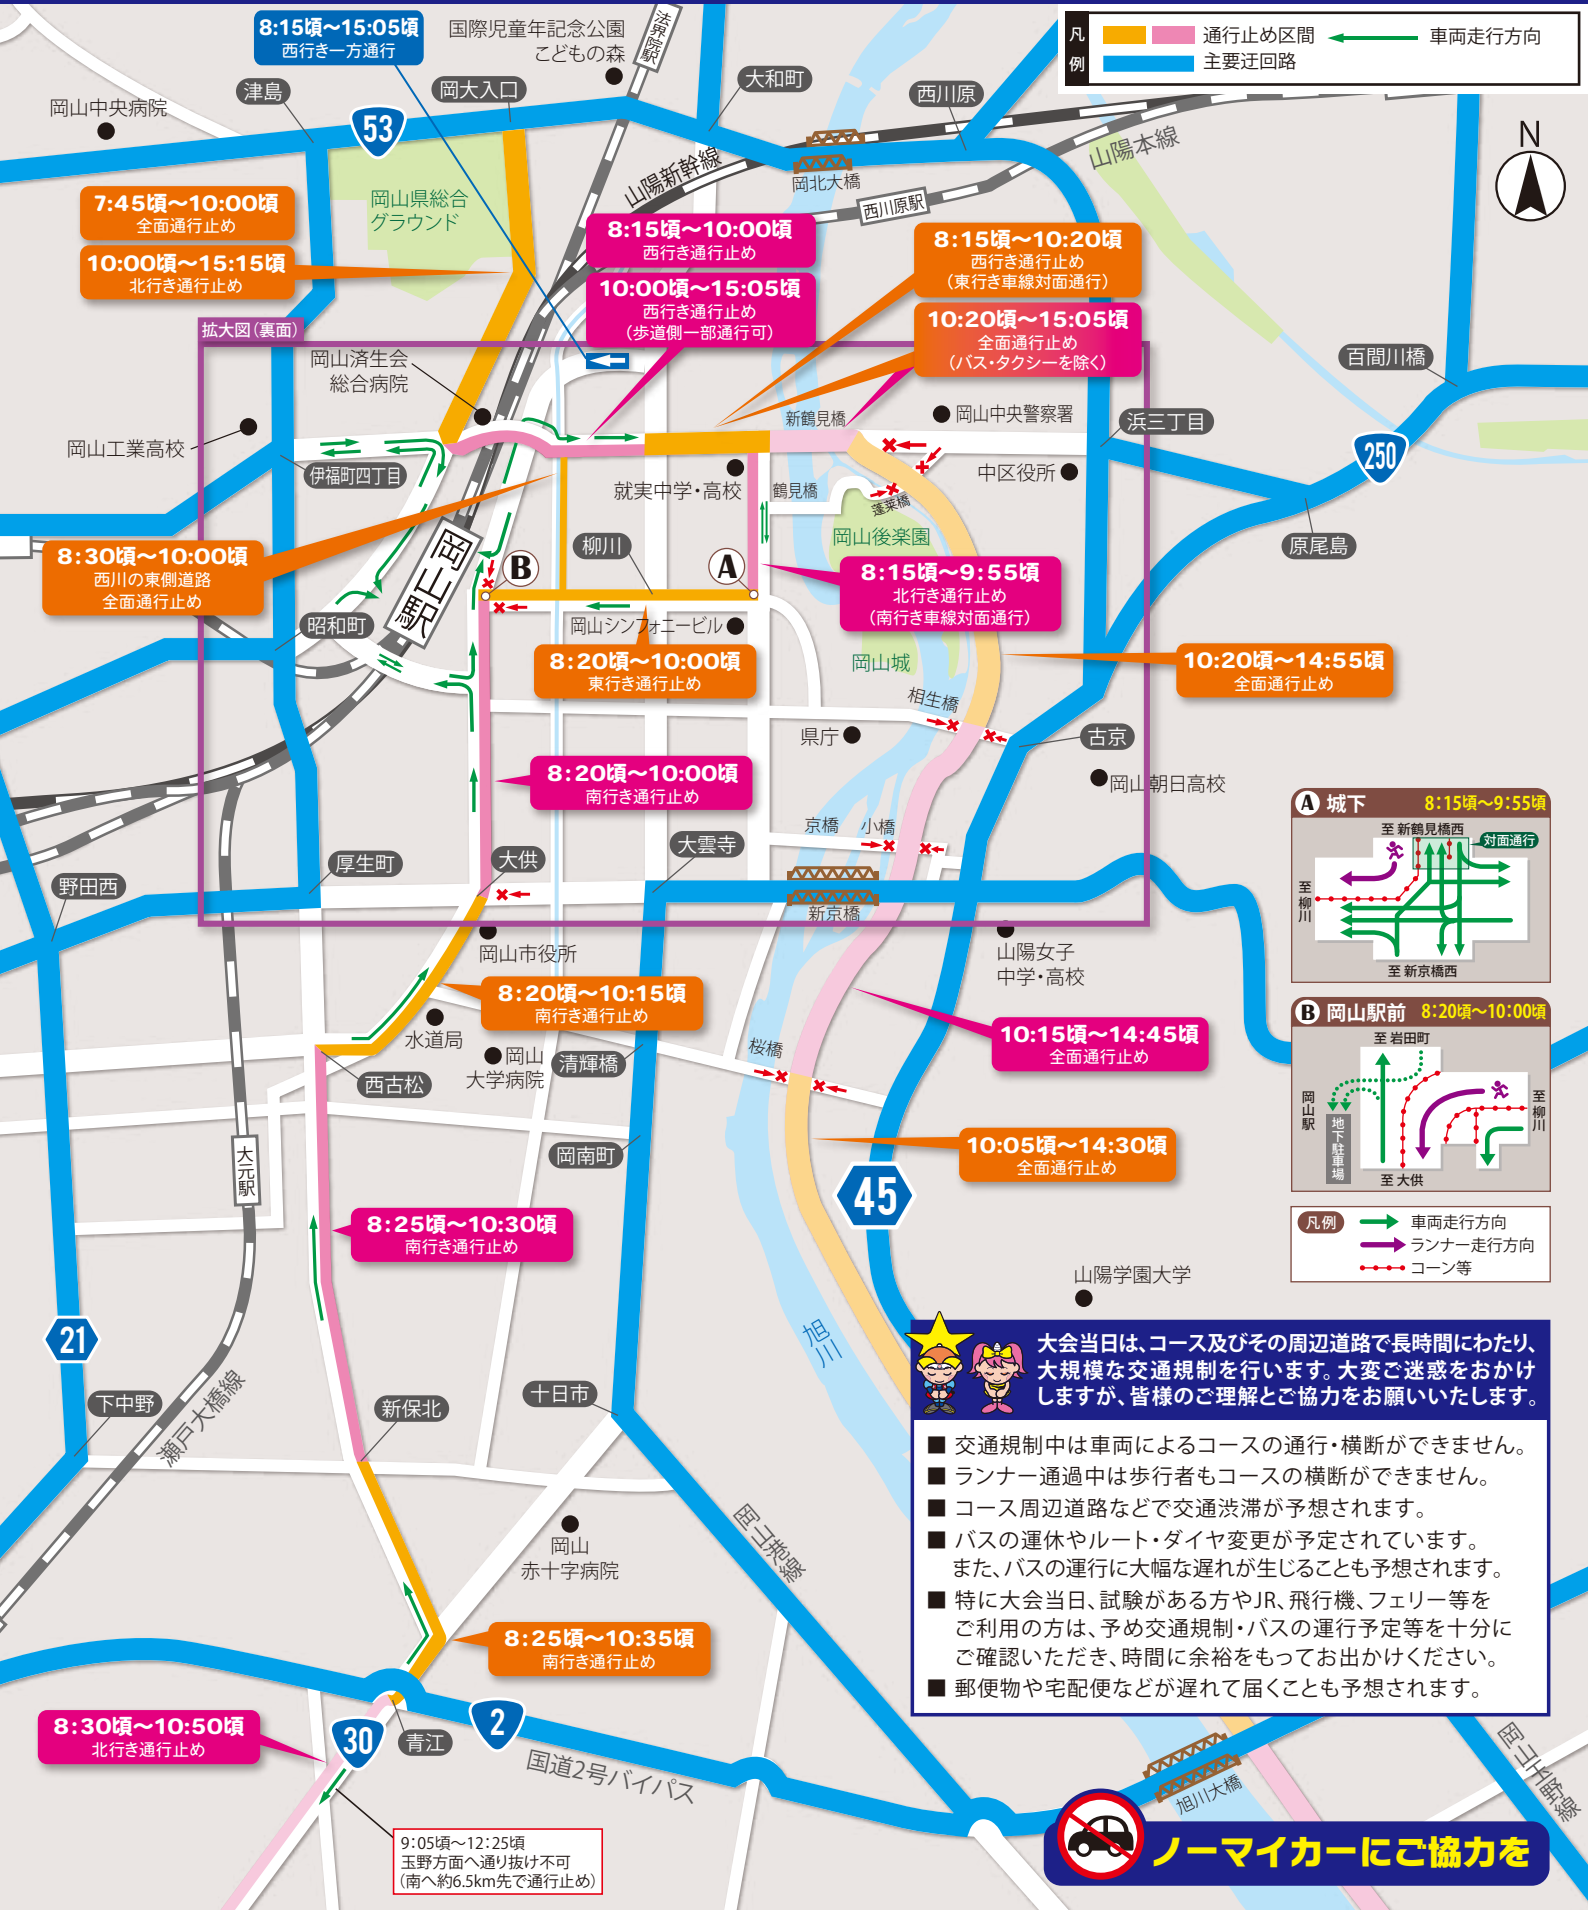 凡例
通行止め区間
車両走行方向
主要迂回路
8:15頃～15:05頃
西行き一方通行
国際児童年記念公園
こどもの森
法界院駅
岡山中央病院
津島
岡大入口
大和町
西川原
53
N
山陽新幹線
岡北大橋
山陽本線
西川原駅
岡山県総合
グラウンド
7:45頃～10:00頃
全面通行止め
10:00頃～15:15頃
北行き通行止め
8:15頃～10:00頃
西行き通行止め
10:00頃～15:05頃
西行き通行止め
（歩道側一部通行可）
8:15頃～10:20頃
西行き通行止め
（東行き車線対面通行）
10:20頃～15:05頃
全面通行止め
（バス・タクシーを除く）
拡大図（裏面）
岡山済生会
総合病院
百間川橋
岡山工業高校
新鶴見橋
岡山中央警察署
浜三丁目
250
伊福町四丁目
就実中学・高校
鶴見橋
蓬莱橋
中区役所
岡山後楽園
原尾島
8:30頃～10:00頃
西川の東側道路
全面通行止め
岡山駅
B
柳川
A
8:15頃～9:55頃
北行き通行止め
（南行き車線対面通行）
昭和町
岡山シンフォニービル
8:20頃～10:00頃
東行き通行止め
岡山城
10:20頃～14:55頃
全面通行止め
相生橋
県庁
古京
8:20頃～10:00頃
南行き通行止め
岡山朝日高校
京橋
小橋
大雲寺
厚生町
大供
野田西
新京橋
岡山市役所
山陽女子
中学・高校
8:20頃～10:15頃
南行き通行止め
水道局
岡山
大学病院
清輝橋
西古松
桜橋
10:15頃～14:45頃
全面通行止め
大元駅
岡南町
10:05頃～14:30頃
全面通行止め
45
8:25頃～10:30頃
南行き通行止め
山陽学園大学
旭川
21
A 城下 8:15頃～9:55頃
至 新鶴見橋西
対面通行
至 柳川
至 新京橋西
B 岡山駅前 8:20頃～10:00頃
至 岩田町
岡山駅
地下駐車場
至 柳川
至 大供
凡例
車両走行方向
ランナー走行方向
コーン等
下中野
瀬戸大橋線
新保北
十日市
岡山
赤十字病院
岡山港線
8:25頃～10:35頃
南行き通行止め
8:30頃～10:50頃
北行き通行止め
30
青江
2
国道2号バイパス
9:05頃～12:25頃
玉野方面へ通り抜け不可
（南へ約6.5km先で通行止め）
大会当日は、コース及びその周辺道路で長時間にわたり、
大規模な交通規制を行います。大変ご迷惑をおかけ
しますが、皆様のご理解とご協力をお願いいたします。
■ 交通規制中は車両によるコースの通行・横断ができません。
■ ランナー通過中は歩行者もコースの横断ができません。
■ コース周辺道路などで交通渋滞が予想されます。
■ バスの運休やルート・ダイヤ変更が予定されています。
また、バスの運行に大幅な遅れが生じることも予想されます。
■ 特に大会当日、試験がある方やJR、飛行機、フェリー等を
ご利用の方は、予め交通規制・バスの運行予定等を十分に
ご確認いただき、時間に余裕をもってお出かけください。
■ 郵便物や宅配便などが遅れて届くことも予想されます。
旭川大橋
岡山玉野線
ノーマイカーにご協力を